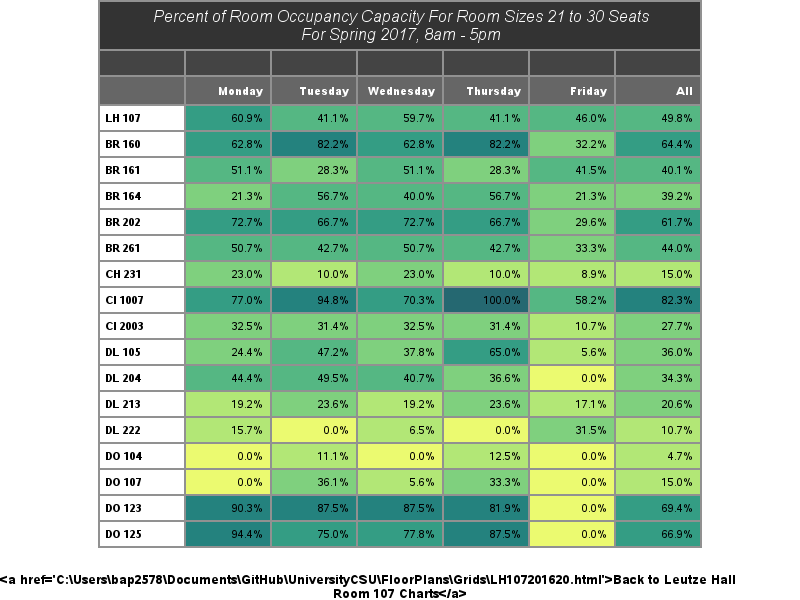 Percent of Room Occupancy Capacity For Room Sizes 21 to 30 Seats
For Spring 2017, 8am - 5pm
Monday Tuesday Wednesday Thursday Friday All
LH 107 60.9% 41.1% 59.7% 41.1% 46.0% 49.8%
BR 160 62.8% 82.2% 62.8% 82.2% 32.2% 64.4%
BR 161 51.1% 28.3% 51.1% 28.3% 41.5% 40.1%
BR 164 21.3% 56.7% 40.0% 56.7% 21.3% 39.2%
BR 202 72.7% 66.7% 72.7% 66.7% 29.6% 61.7%
BR 261 50.7% 42.7% 50.7% 42.7% 33.3% 44.0%
CH 231 23.0% 10.0% 23.0% 10.0% 8.9% 15.0%
CI 1007 77.0% 94.8% 70.3% 100.0% 58.2% 82.3%
CI 2003 32.5% 31.4% 32.5% 31.4% 10.7% 27.7%
DL 105 24.4% 47.2% 37.8% 65.0% 5.6% 36.0%
DL 204 44.4% 49.5% 40.7% 36.6% 0.0% 34.3%
DL 213 19.2% 23.6% 19.2% 23.6% 17.1% 20.6%
DL 222 15.7% 0.0% 6.5% 0.0% 31.5% 10.7%
DO 104 0.0% 11.1% 0.0% 12.5% 0.0% 4.7%
DO 107 0.0% 36.1% 5.6% 33.3% 0.0% 15.0%
DO 123 90.3% 87.5% 87.5% 81.9% 0.0% 69.4%
DO 125 94.4% 75.0% 77.8% 87.5% 0.0% 66.9%
<a href='C:\Users\bap2578\Documents\GitHub\UniversityCSU\FloorPlans\Grids\LH107201620.html'>Back to Leutze Hall
Room 107 Charts</a>